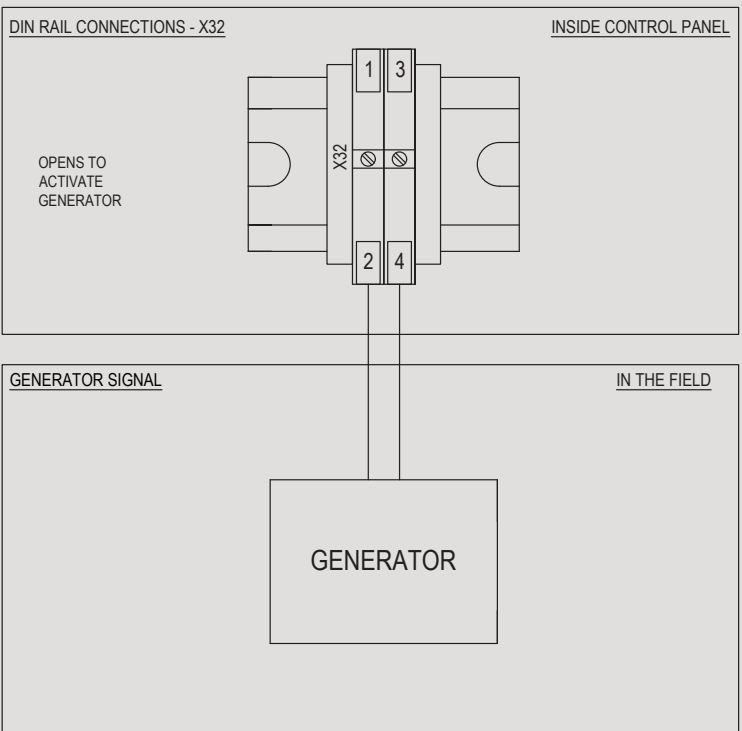 DIN RAIL CONNECTIONS - X32
INSIDE CONTROL PANEL
1 3
X32
OPENS TO
ACTIVATE
GENERATOR
2 4
GENERATOR SIGNAL
IN THE FIELD
GENERATOR